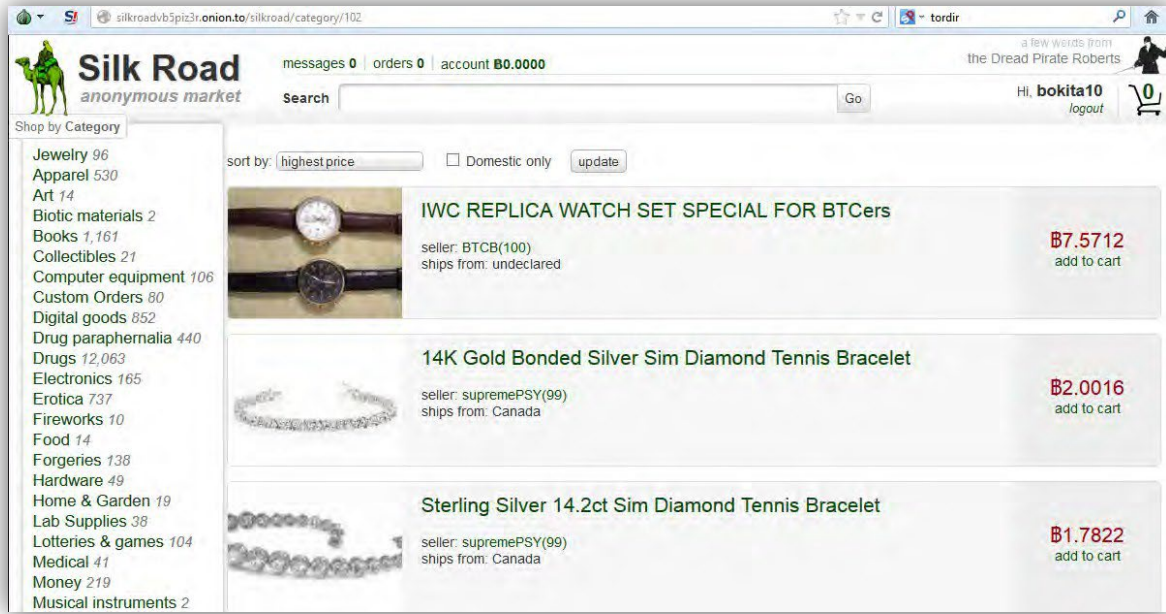 silkroadvb5piz3r.onion.to/silkroad/category/102
tordir
Silk Road
anonymous market
messages 0 | orders 0 | account ฿0.0000
a few words from
the Dread Pirate Roberts
Search
Go
Hi, bokita10
logout
0
Shop by Category
Jewelry 96
Apparel 530
Art 14
Biotic materials 2
Books 1,161
Collectibles 21
Computer equipment 106
Custom Orders 80
Digital goods 852
Drug paraphernalia 440
Drugs 12,063
Electronics 165
Erotica 737
Fireworks 10
Food 14
Forgeries 138
Hardware 49
Home & Garden 19
Lab Supplies 38
Lotteries & games 104
Medical 41
Money 219
Musical instruments 2
sort by: highest price
Domestic only
update
IWC REPLICA WATCH SET SPECIAL FOR BTCers
seller: BTCB(100)
ships from: undeclared
฿7.5712
add to cart
14K Gold Bonded Silver Sim Diamond Tennis Bracelet
seller: supremePSY(99)
ships from: Canada
฿2.0016
add to cart
Sterling Silver 14.2ct Sim Diamond Tennis Bracelet
seller: supremePSY(99)
ships from: Canada
฿1.7822
add to cart